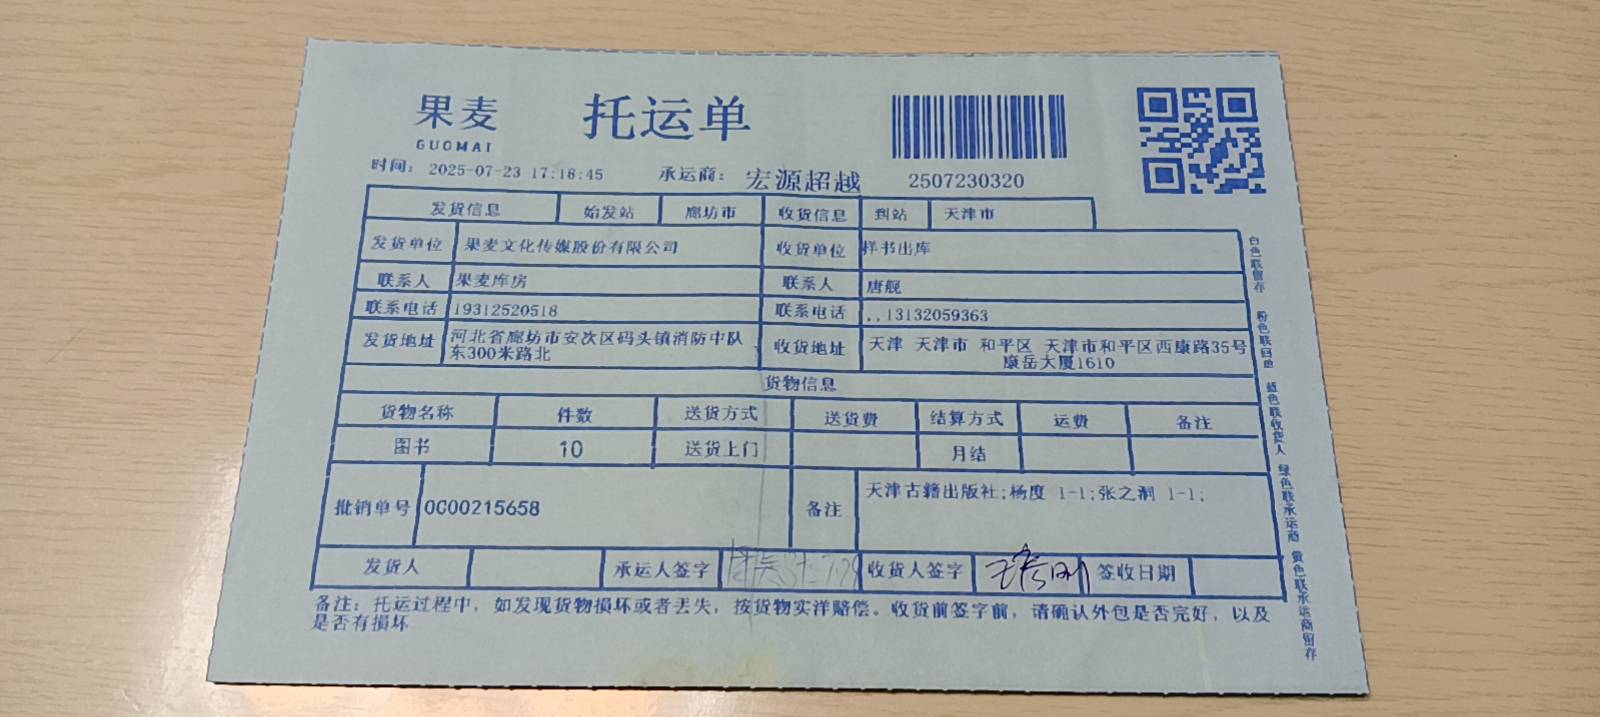 果麦
GUOMAI
托运单
时间: 2025-07-23 17:18:45
承运商: 宏源超越
2507230320
发货信息 始发站 廊坊市 收货信息 到站 天津市
发货单位 果麦文化传媒股份有限公司 收货单位 样书出库
联系人 果麦库房 联系人 唐舰
联系电话 19312520518 联系电话 ,,13132059363
发货地址 河北省廊坊市安次区码头镇消防中队
东300米路北
收货地址 天津 天津市 和平区 天津市和平区西康路35号
康岳大厦1610
货物信息
货物名称 件数 送货方式 送货费 结算方式 运费 备注
图书 10 送货上门 月结
批销单号 0C00215658 备注 天津古籍出版社;杨度 1-1;张之洞 1-1;
发货人 承运人签字 收货人签字 签收日期
备注: 托运过程中, 如发现货物损坏或者丢失, 按货物实洋赔偿。收货前签字前, 请确认外包是否完好, 以及
是否有损坏
白色联留存 粉色联回单 蓝色联收货人 绿色联承运商 黄色联承运商留存